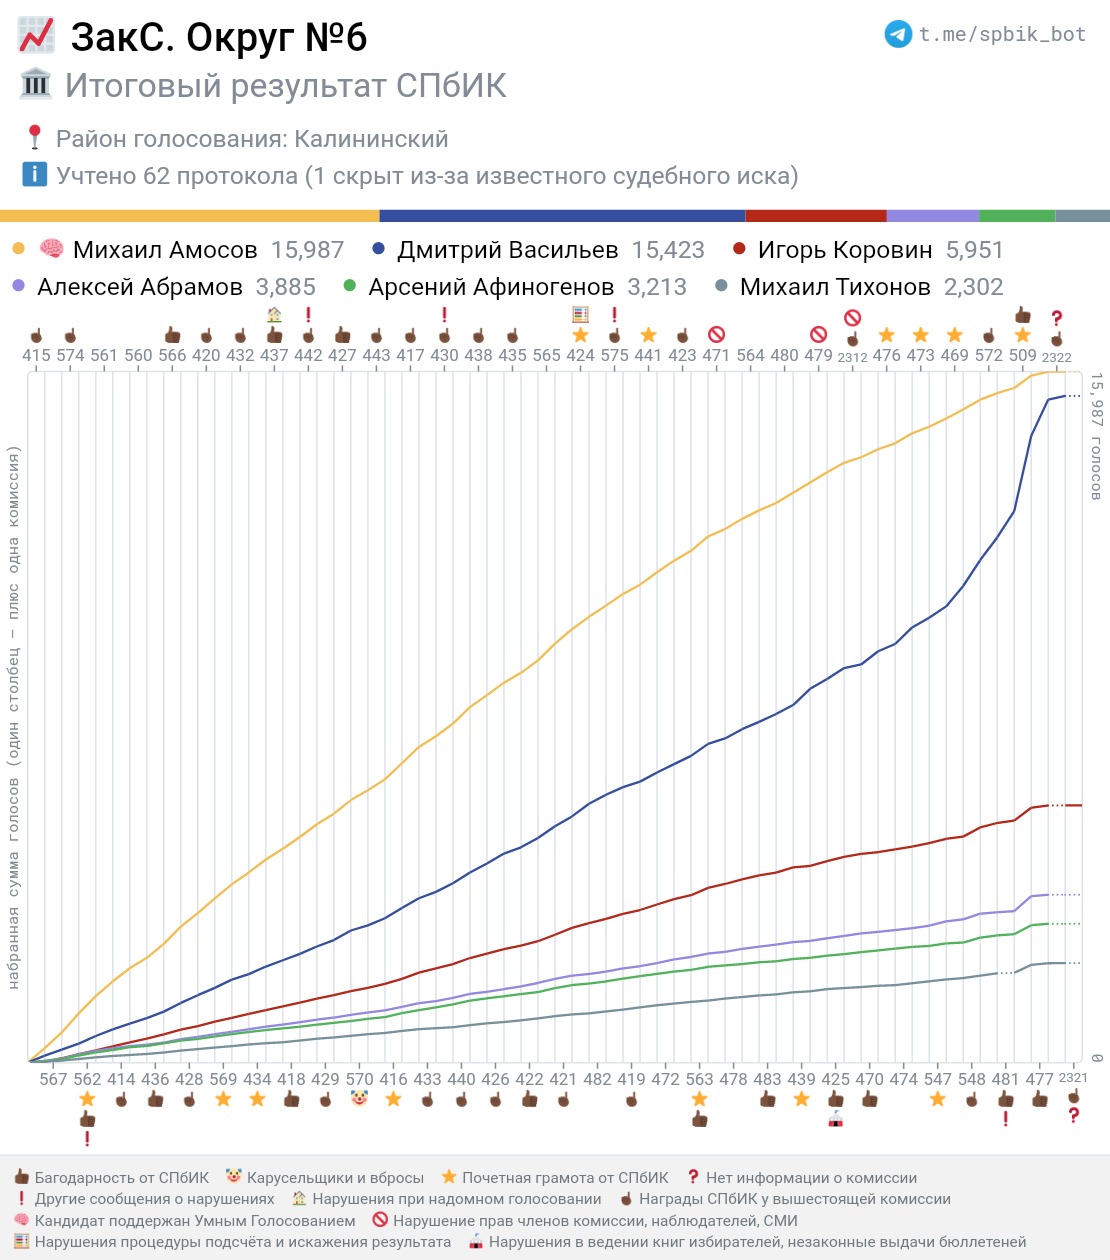 ЗакС. Округ №6
t.me/spbik_bot
Итоговый результат СПбИК
Район голосования: Калининский
Учтено 62 протокола (1 скрыт из-за известного судебного иска)
Михаил Амосов 15,987 Дмитрий Васильев 15,423 Игорь Коровин 5,951
Алексей Абрамов 3,885 Арсений Афиногенов 3,213 Михаил Тихонов 2,302
415 574 561 560 566 420 432 437 442 427 443 417 430 438 435 565 424 575 441 423 471 564 480 479 2312 476 473 469 572 509 2322
15,987 голосов
набранная сумма голосов (один столбец – плюс одна комиссия)
0
567 562 414 436 428 569 434 418 429 570 416 433 440 426 422 421 482 419 472 563 478 483 439 425 470 474 547 548 481 477 2321
Багодарность от СПбИК Карусельщики и вбросы Почетная грамота от СПбИК Нет информации о комиссии
Другие сообщения о нарушениях Нарушения при надомном голосовании Награды СПбИК у вышестоящей комиссии
Кандидат поддержан Умным Голосованием Нарушение прав членов комиссии, наблюдателей, СМИ
Нарушения процедуры подсчёта и искажения результата Нарушения в ведении книг избирателей, незаконные выдачи бюллетеней